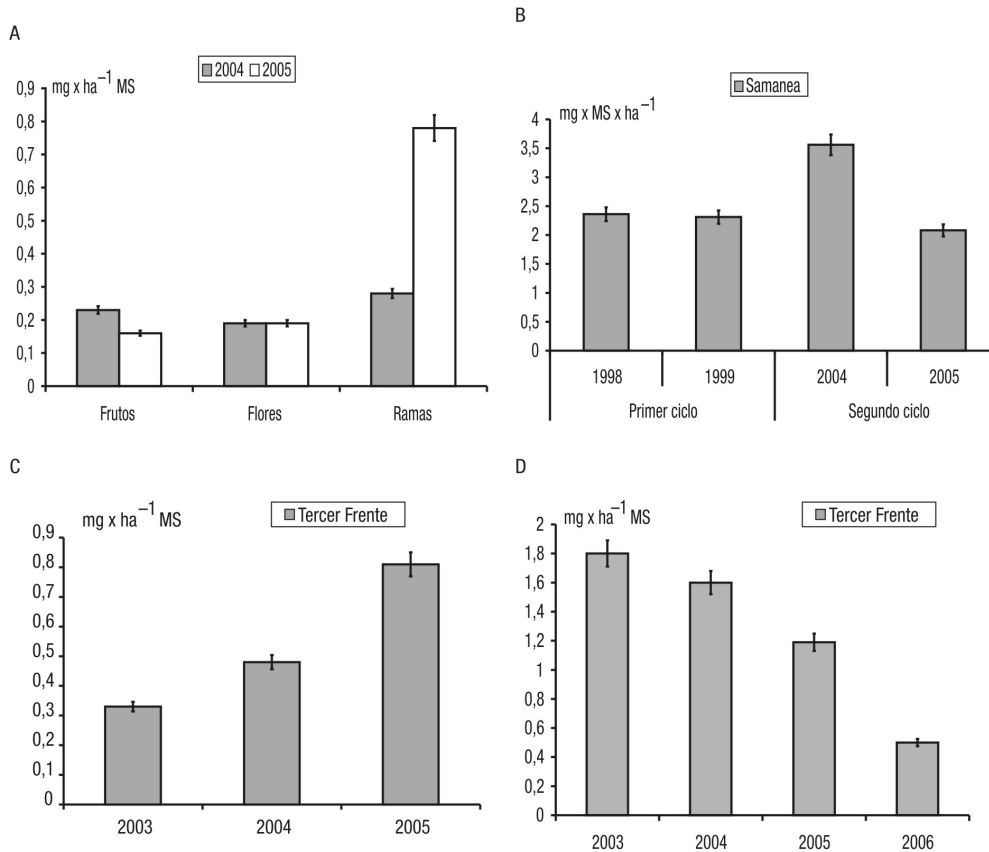 A
2004 2005
mg x ha⁻¹ MS
0,9
0,8
0,7
0,6
0,5
0,4
0,3
0,2
0,1
0
Frutos Flores Ramas
B
Samanea
mg x MS x ha⁻¹
4
3,5
3
2,5
2
1,5
1
0,5
0
1998 1999 2004 2005
Primer ciclo Segundo ciclo
C
mg x ha⁻¹ MS
Tercer Frente
0,9
0,8
0,7
0,6
0,5
0,4
0,3
0,2
0,1
0
2003 2004 2005
D
mg x ha⁻¹ MS
Tercer Frente
2
1,8
1,6
1,4
1,2
1
0,8
0,6
0,4
0,2
0
2003 2004 2005 2006